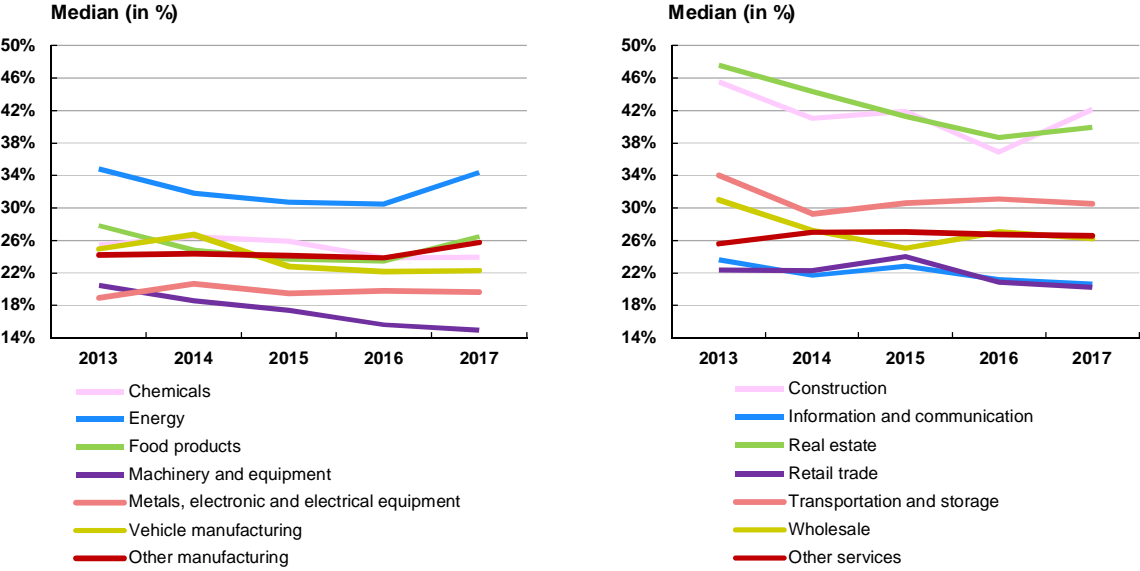 Median (in %)
50%
46%
42%
38%
34%
30%
26%
22%
18%
14%
2013 2014 2015 2016 2017
Chemicals
Energy
Food products
Machinery and equipment
Metals, electronic and electrical equipment
Vehicle manufacturing
Other manufacturing
Median (in %)
50%
46%
42%
38%
34%
30%
26%
22%
18%
14%
2013 2014 2015 2016 2017
Construction
Information and communication
Real estate
Retail trade
Transportation and storage
Wholesale
Other services